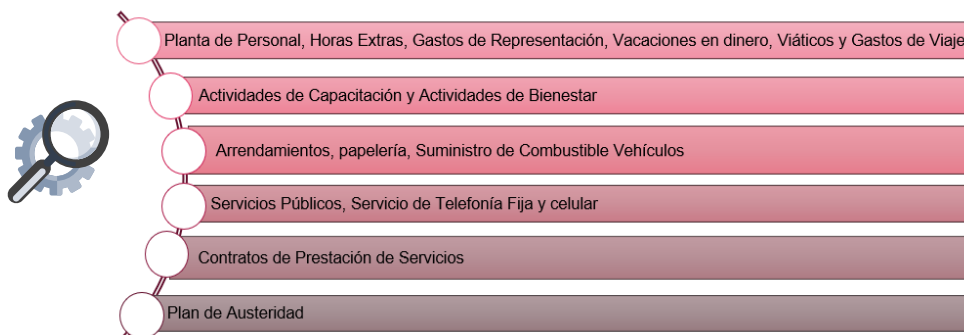 Planta de Personal, Horas Extras, Gastos de Representación, Vacaciones en dinero, Viáticos y Gastos de Viaje
Actividades de Capacitación y Actividades de Bienestar
Arrendamientos, papelería, Suministro de Combustible Vehículos
Servicios Públicos, Servicio de Telefonía Fija y celular
Contratos de Prestación de Servicios
Plan de Austeridad